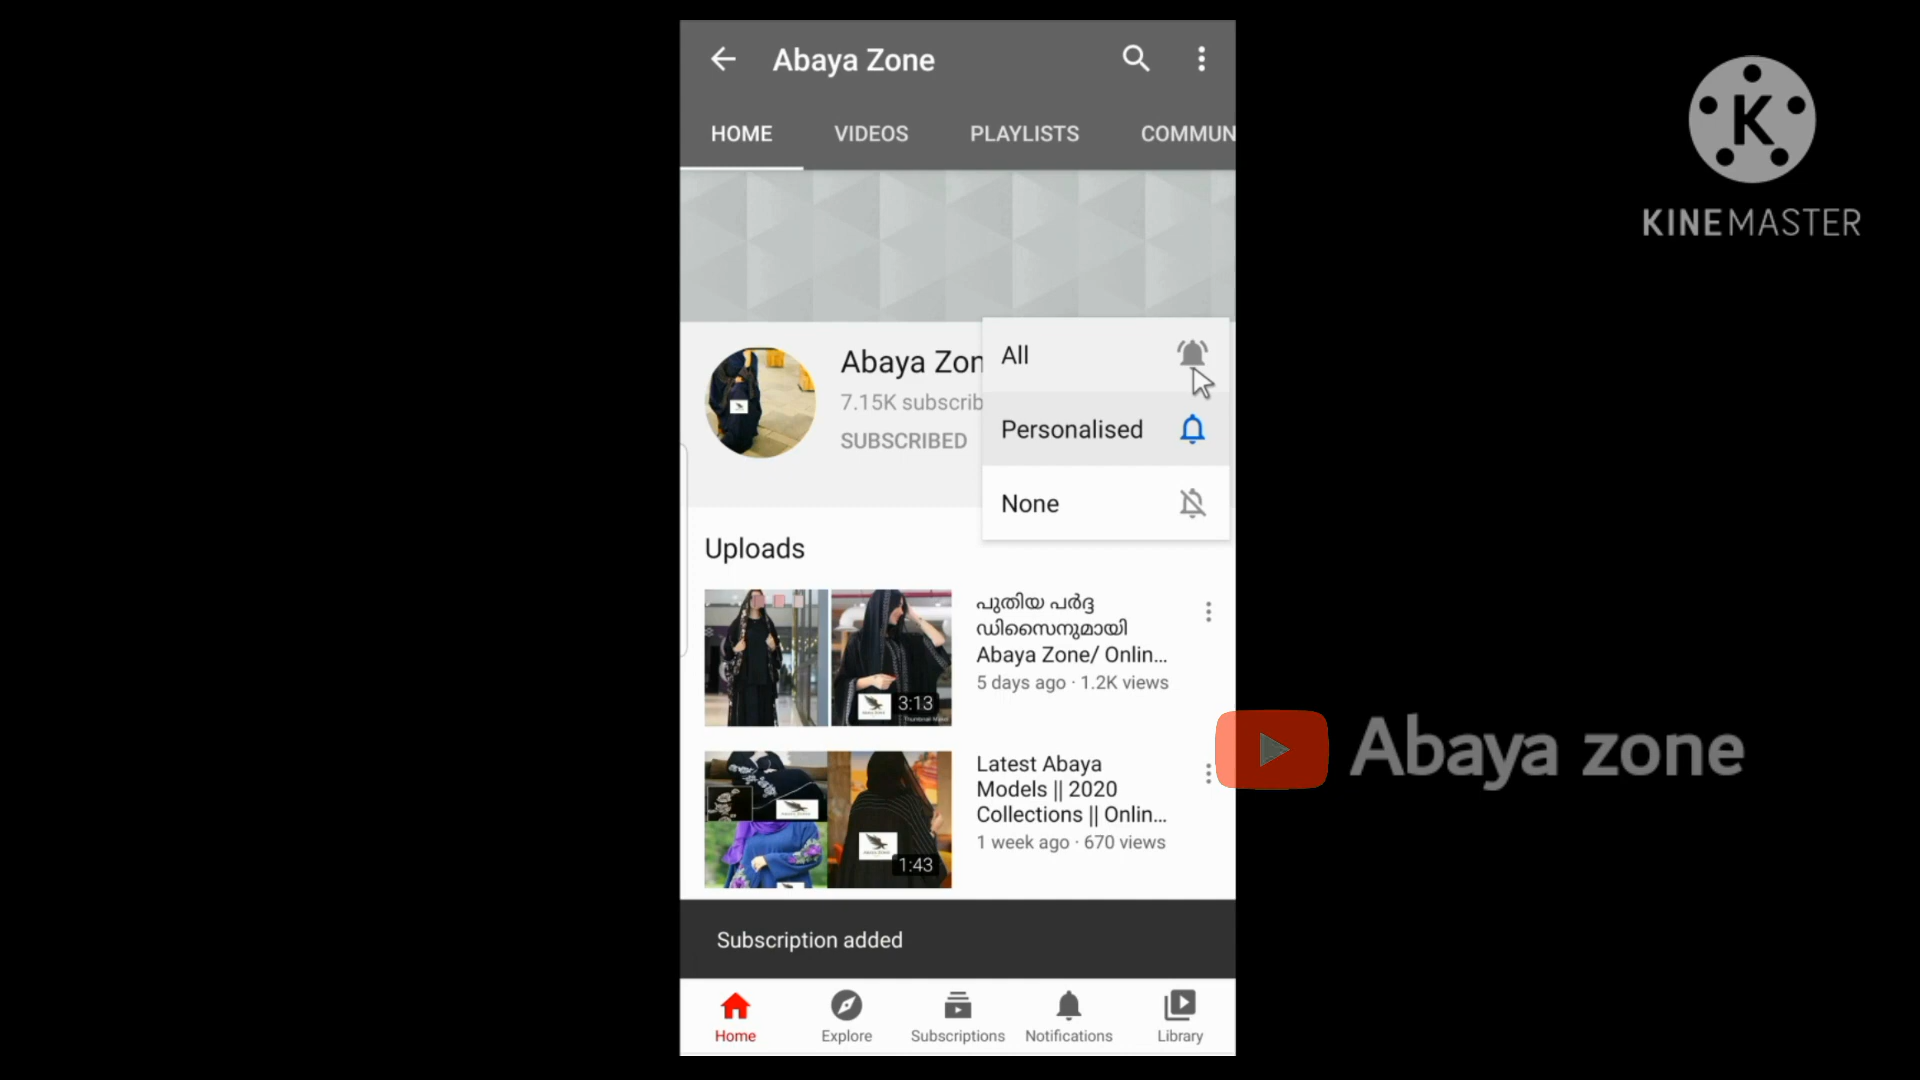 Abaya Zone
HOME VIDEOS PLAYLISTS COMMUN
K
KINEMASTER
Abaya Zon
7.15K subscrib
SUBSCRIBED
All
Personalised
None
Uploads
പുതിയ പർദ്ദ
ഡിസൈനുമായി
Abaya Zone/ Onlin...
5 days ago · 1.2K views
3:13
Latest Abaya
Models || 2020
Collections || Onlin...
1 week ago · 670 views
1:43
Abaya zone
Subscription added
Home Explore Subscriptions Notifications Library